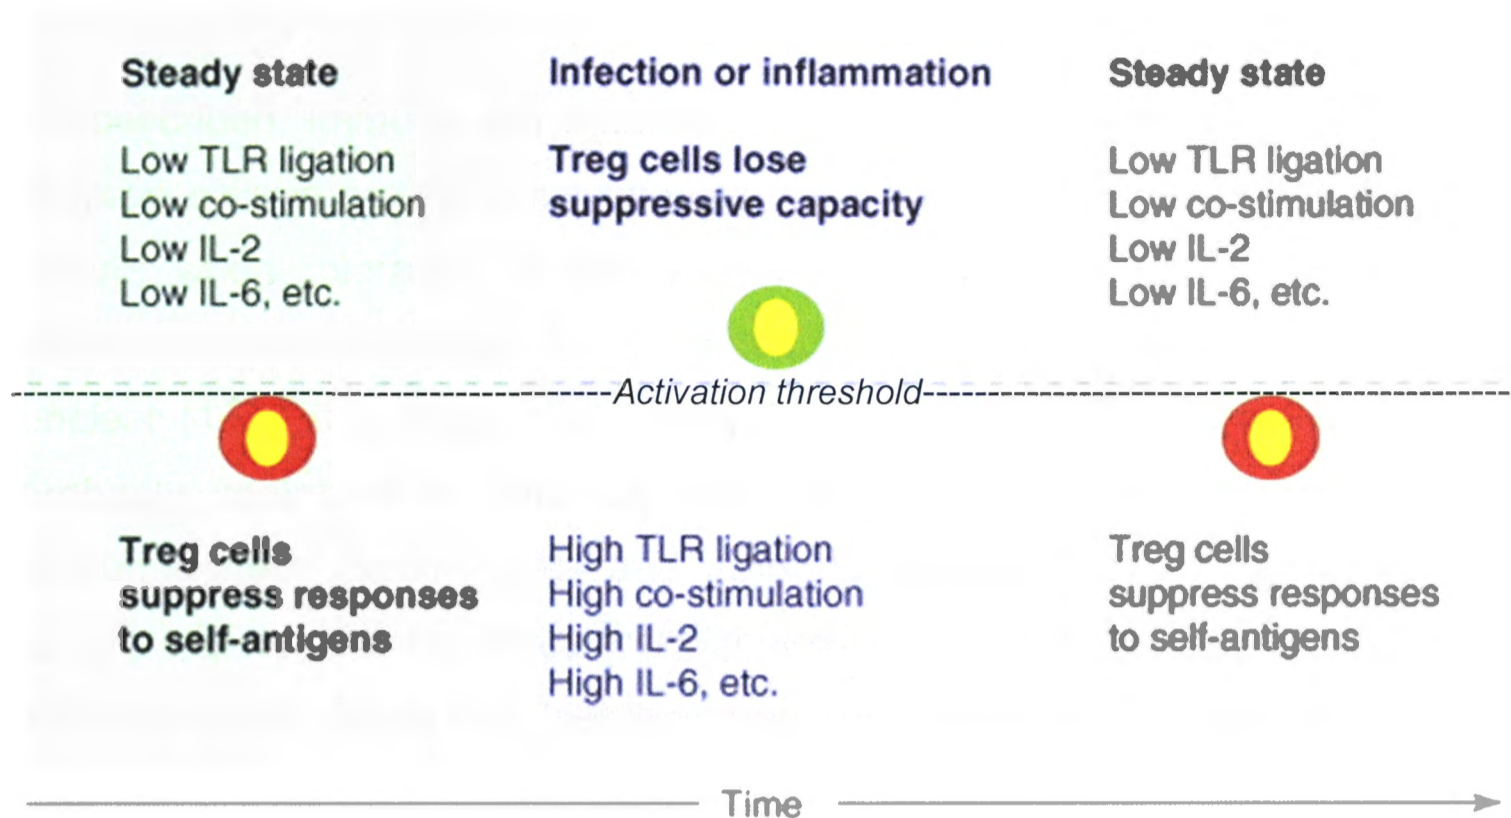 Steady state
Low TLR ligation
Low co-stimulation
Low IL-2
Low IL-6, etc.
Treg cells
suppress responses
to self-antigens
Infection or inflammation
Treg cells lose
suppressive capacity
Activation threshold
High TLR ligation
High co-stimulation
High IL-2
High IL-6, etc.
Steady state
Low TLR ligation
Low co-stimulation
Low IL-2
Low IL-6, etc.
Treg cells
suppress responses
to self-antigens
Time